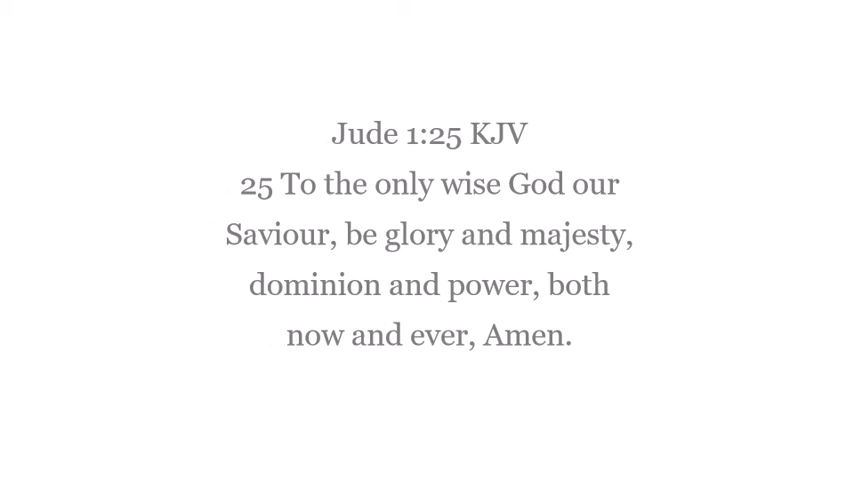 Jude 1:25 KJV
25 To the only wise God our
Saviour, be glory and majesty,
dominion and power, both
now and ever, Amen.